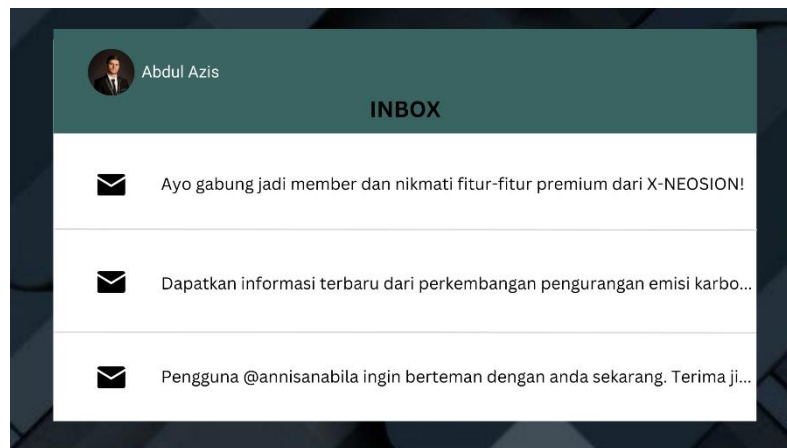 Abdul Azis
INBOX
Ayo gabung jadi member dan nikmati fitur-fitur premium dari X-NEOSION!
Dapatkan informasi terbaru dari perkembangan pengurangan emisi karbo...
Pengguna @annisanabila ingin berteman dengan anda sekarang. Terima ji...